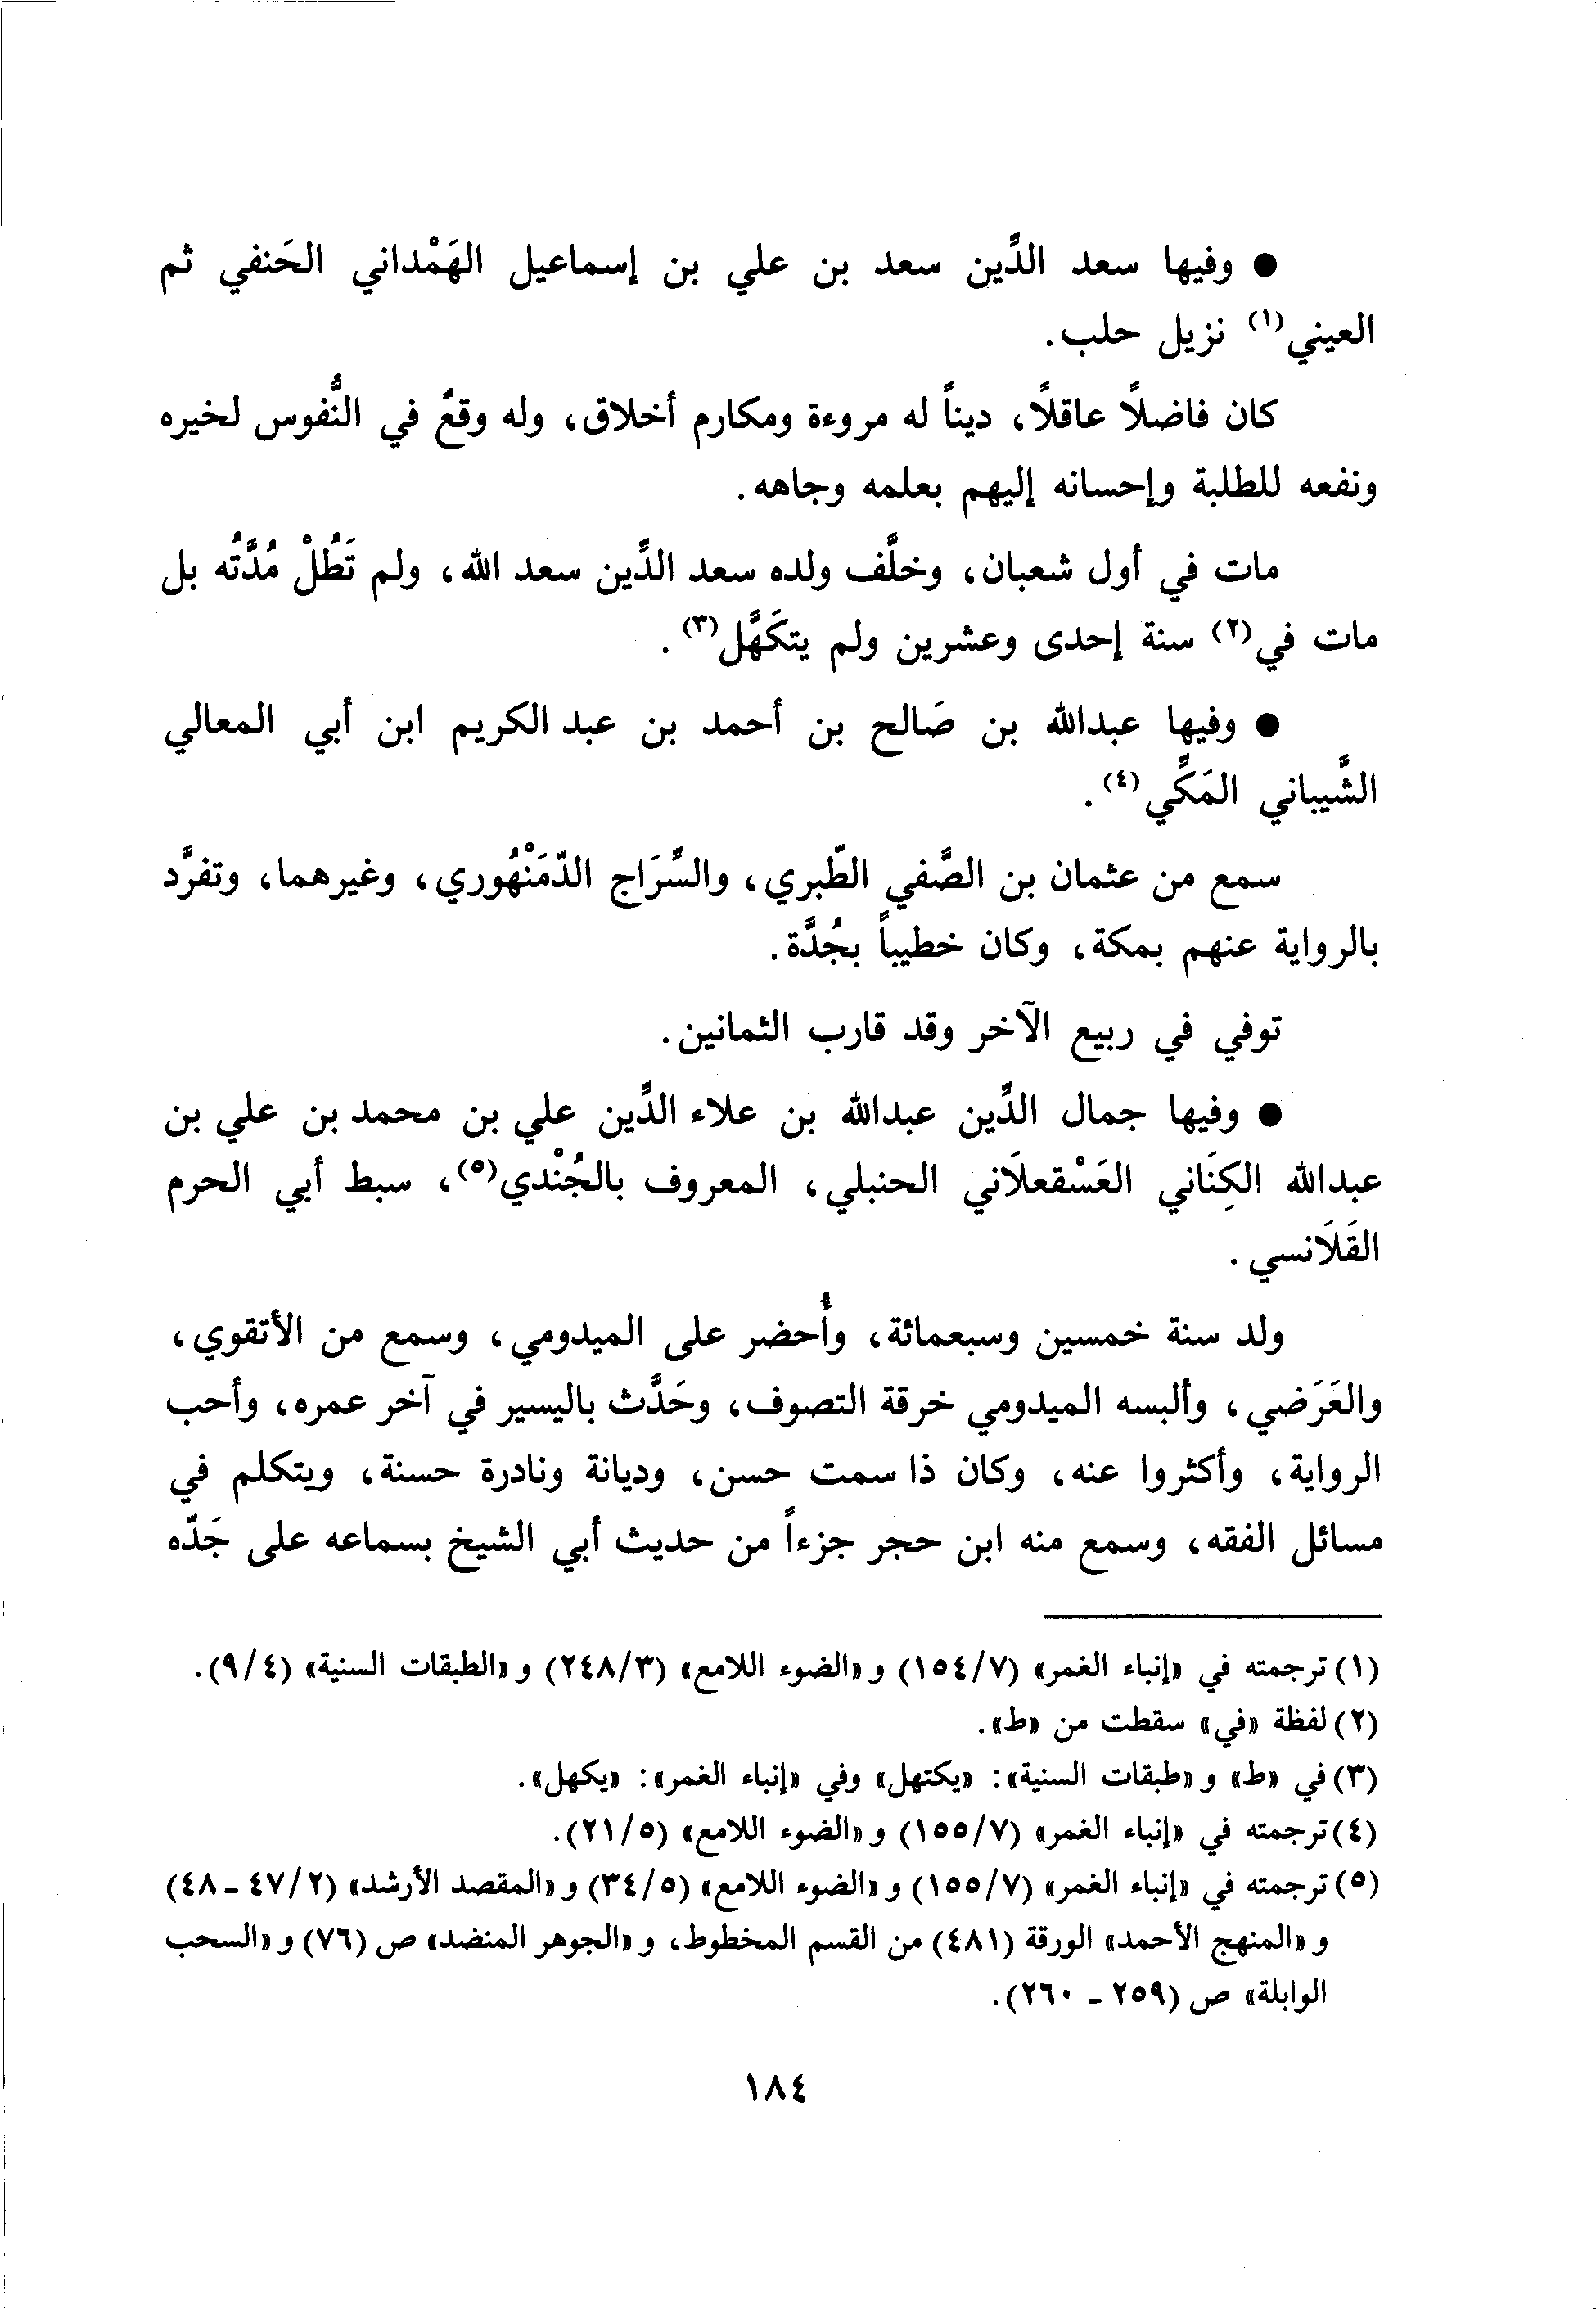 ● وفيها سعد الدِّين سعد بن علي بن إسماعيل الهَمْداني الحَنفي ثم
العيني(١) نزيل حلب.
كان فاضلاً عاقلاً، ديناً له مروءة ومكارم أخلاق، وله وقعٌ في النُّفوس لخيره
ونفعه للطلبة وإحسانه إليهم بعلمه وجاهه.
مات في أول شعبان، وخلَّف ولده سعد الدِّين سعد الله، ولم تَطُلْ مُدَّتُه بل
مات في(٢) سنة إحدى وعشرين ولم يتكَهَّل(٣).
● وفيها عبدالله بن صَالح بن أحمد بن عبد الكريم ابن أبي المعالي
الشَّيباني المَكِّي(٤).
سمع من عثمان بن الصَّفي الطّبري، والسِّرَاج الدّمَنْهُوري، وغيرهما، وتفرَّد
بالرواية عنهم بمكة، وكان خطيباً بجُدَّة.
توفي في ربيع الآخر وقد قارب الثمانين.
● وفيها جمال الدِّين عبدالله بن علاء الدِّين علي بن محمد بن علي بن
عبدالله الكِنَاني العَسْقعلَاني الحنبلي، المعروف بالجُنْدي(٥)، سبط أبي الحرم
القَلَانسي.
ولد سنة خمسين وسبعمائة، وأُحضر على الميدومي، وسمع من الأتقوي،
والعَرَضي، وألبسه الميدومي خرقة التصوف، وحَدَّث باليسير في آخر عمره، وأحب
الرواية، وأكثروا عنه، وكان ذا سمت حسن، وديانة ونادرة حسنة، ويتكلم في
مسائل الفقه، وسمع منه ابن حجر جزءاً من حديث أبي الشيخ بسماعه على جَدّه
(١) ترجمته في «إنباء الغمر» (١٥٤/٧) و «الضوء اللامع» (٢٤٨/٣) و «الطبقات السنية» (٩/٤).
(٢) لفظة «في» سقطت من «ط».
(٣) في «ط» و «طبقات السنية»: «يكتهل» وفي «إنباء الغمر»: «يكهل».
(٤) ترجمته في «إنباء الغمر» (١٥٥/٧) و «الضوء اللامع» (٢١/٥).
(٥) ترجمته في «إنباء الغمر» (١٥٥/٧) و «الضوء اللامع» (٣٤/٥) و «المقصد الأرشد» (٤٧/٢ - ٤٨)
و «المنهج الأحمد» الورقة (٤٨١) من القسم المخطوط، و «الجوهر المنضد» ص (٧٦) و «السحب
الوابلة» ص (٢٥٩ - ٢٦٠).
١٨٤